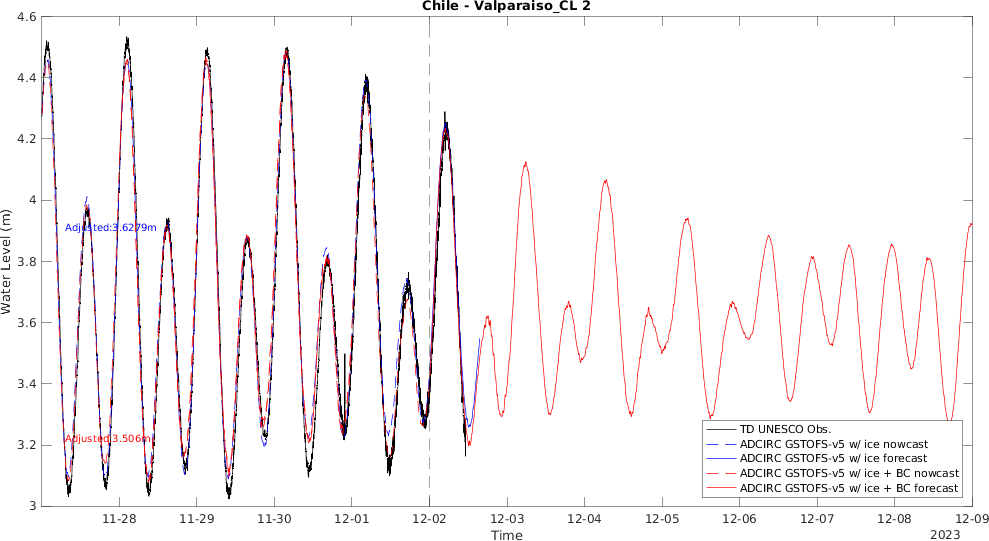 Chile - Valparaiso_CL 2
4.6
4.4
4.2
4
3.8
3.6
3.4
3.2
3
Water Level (m)
Adjusted:3.6279m
Adjusted:3.506m
TD UNESCO Obs.
ADCIRC GSTOFS-v5 w/ ice nowcast
ADCIRC GSTOFS-v5 w/ ice forecast
ADCIRC GSTOFS-v5 w/ ice + BC nowcast
ADCIRC GSTOFS-v5 w/ ice + BC forecast
11-28 11-29 11-30 12-01 12-02 12-03 12-04 12-05 12-06 12-07 12-08 12-09
Time
2023